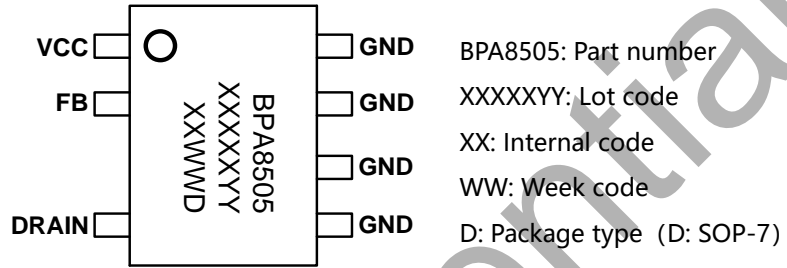 VCC
FB
DRAIN
BPA8505
XXXXXYY
XXWWD
GND
GND
GND
GND
BPA8505: Part number
XXXXXYY: Lot code
XX: Internal code
WW: Week code
D: Package type（D: SOP-7)